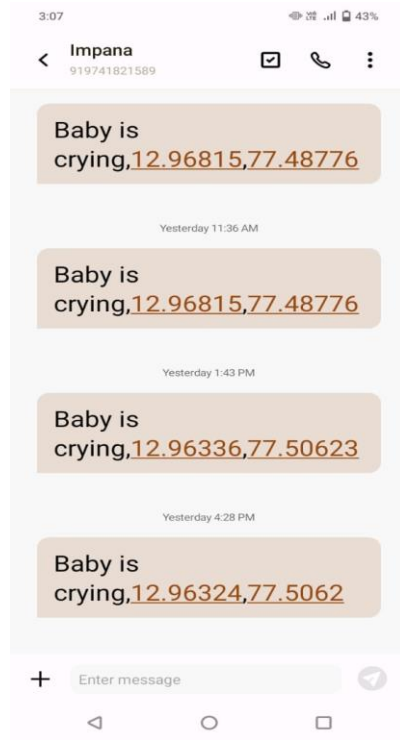 3:07
43%
Impana
919741821589
Baby is
crying,12.96815,77.48776
Yesterday 11:36 AM
Baby is
crying,12.96815,77.48776
Yesterday 1:43 PM
Baby is
crying,12.96336,77.50623
Yesterday 4:28 PM
Baby is
crying,12.96324,77.5062
Enter message